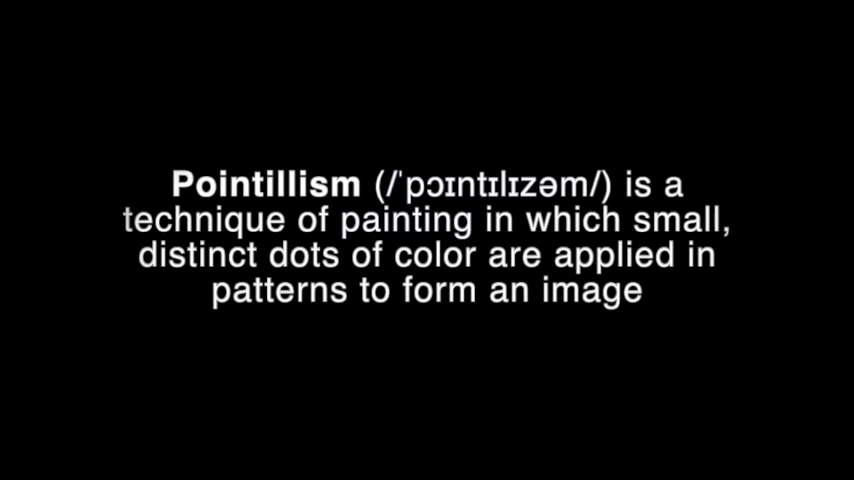 Pointillism (/ˈpɔɪntɪlɪzəm/) is a
technique of painting in which small,
distinct dots of color are applied in
patterns to form an image